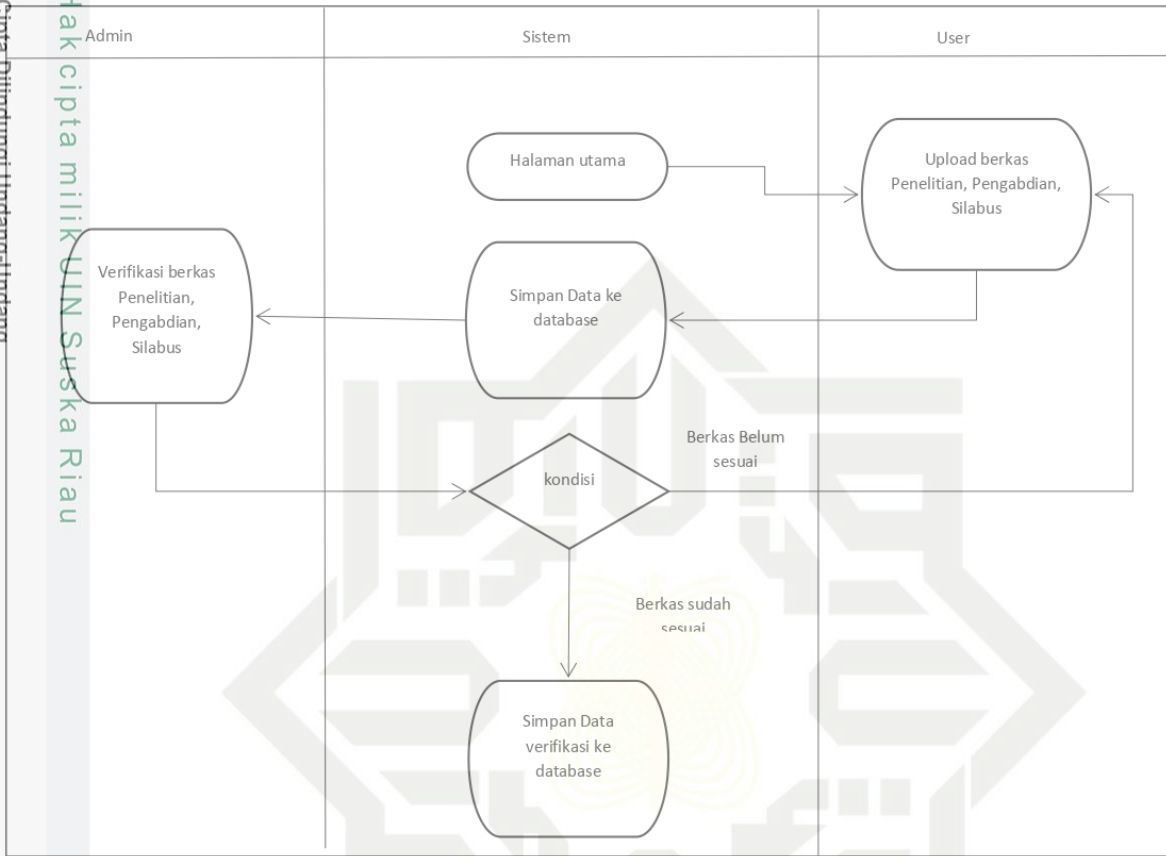 Hak cipta milik UIN Suska Riau
Admin
Sistem
User
Halaman utama
Upload berkas
Penelitian, Pengabdian,
Silabus
Verifikasi berkas
Penelitian,
Pengabdian,
Silabus
Simpan Data ke
database
kondisi
Berkas Belum
sesuai
Berkas sudah
sesuai
Simpan Data
verifikasi ke
database